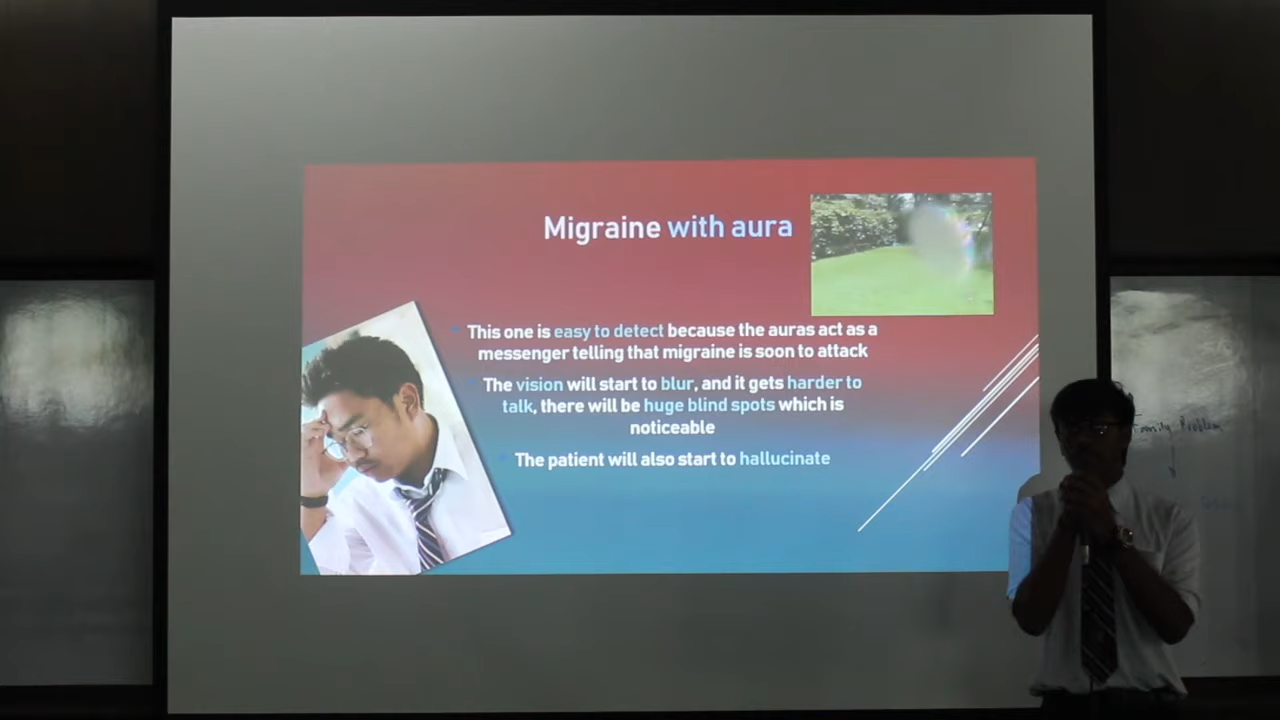 Migraine with aura
This one is easy to detect because the auras act as a
messenger telling that migraine is soon to attack
The vision will start to blur, and it gets harder to
talk, there will be huge blind spots which is
noticeable
The patient will also start to hallucinate
Family Problem